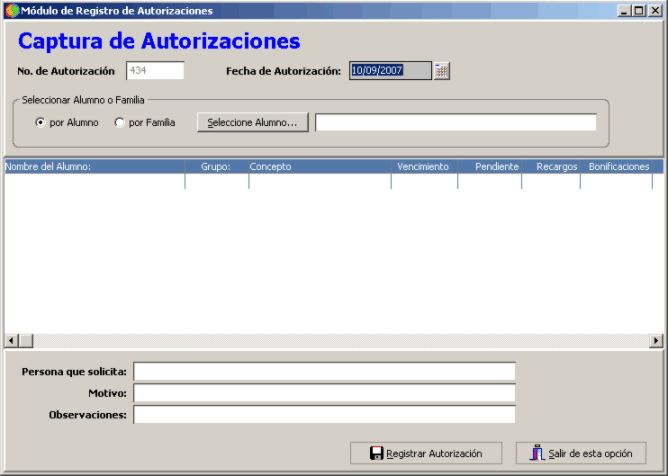 Módulo de Registro de Autorizaciones
Captura de Autorizaciones
No. de Autorización 434 Fecha de Autorización: 10/09/2007
Seleccionar Alumno o Familia
por Alumno por Familia Seleccione Alumno...
Nombre del Alumno: Grupo: Concepto Vencimiento Pendiente Recargos Bonificaciones
Persona que solicita:
Motivo:
Observaciones:
Registrar Autorización Salir de esta opción